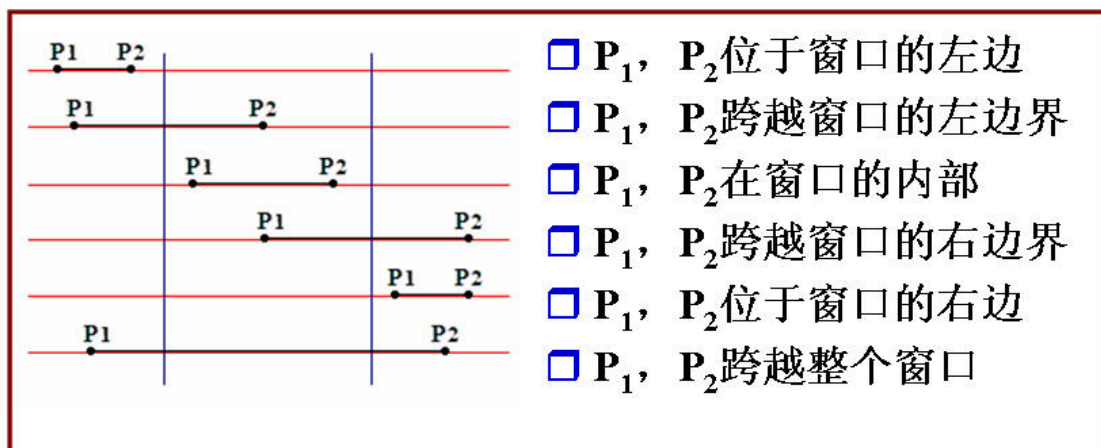 P1 P2
P1 P2
P1 P2
P1 P2
P1 P2
P1 P2
P₁，P₂位于窗口的左边
P₁，P₂跨越窗口的左边界
P₁，P₂在窗口的内部
P₁，P₂跨越窗口的右边界
P₁，P₂位于窗口的右边
P₁，P₂跨越整个窗口